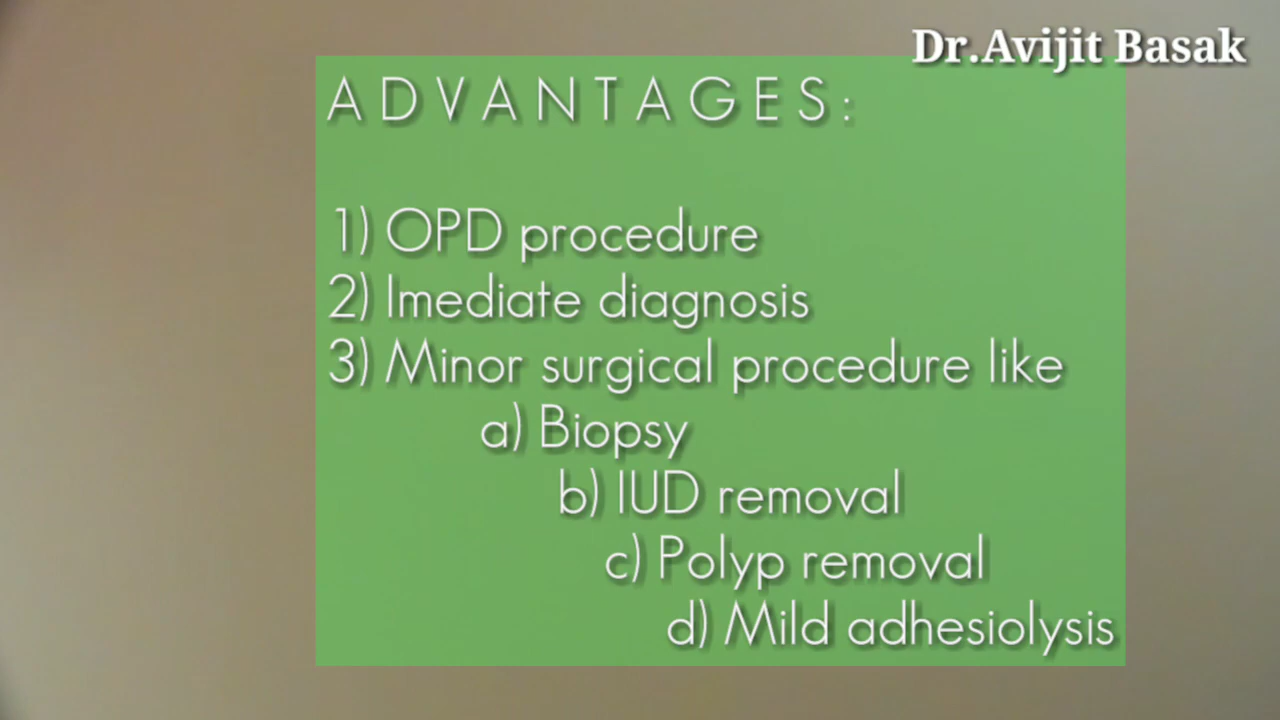 Dr.Avijit Basak
ADVANTAGES:
1) OPD procedure
2) Imediate diagnosis
3) Minor surgical procedure like
a) Biopsy
b) IUD removal
c) Polyp removal
d) Mild adhesiolysis